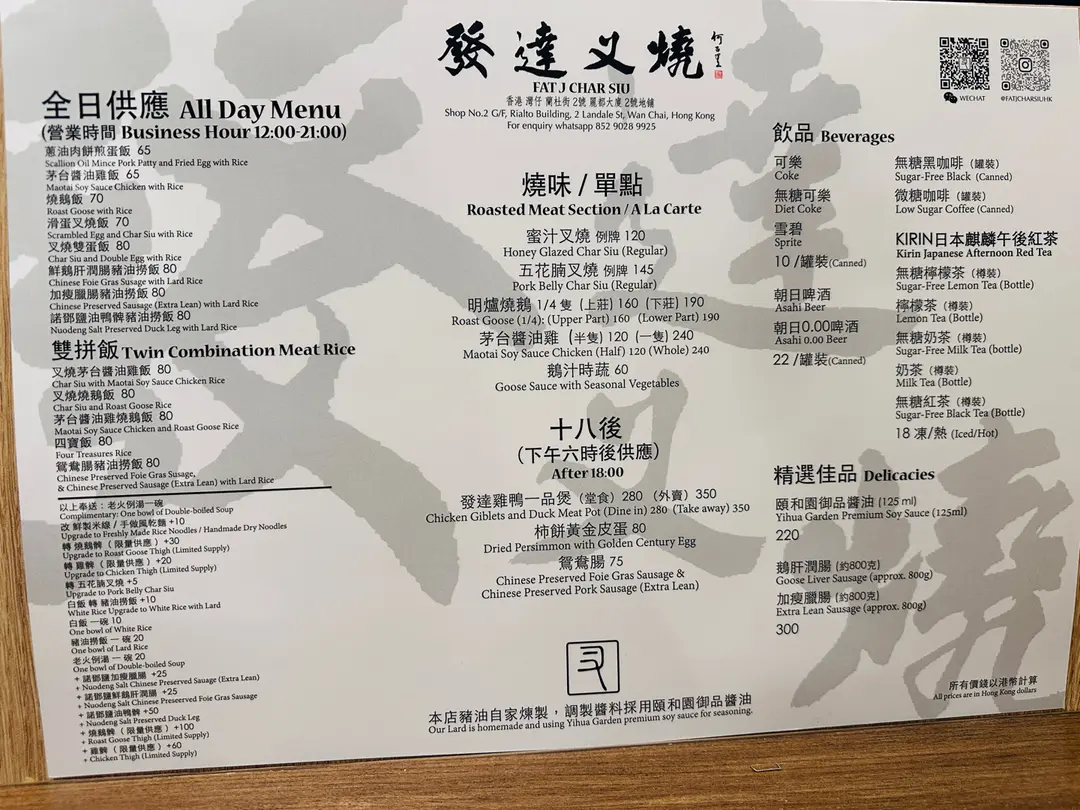 發達叉燒
FAT J CHAR SIU
香港 灣仔 蘭杜街2號 麗都大廈 2號地鋪
Shop No.2 G/F, Rialto Building, 2 Landale St, Wan Chai, Hong Kong
For enquiry whatsapp 852 9028 9925
WECHAT
@FATJCHARSIUHK
全日供應 All Day Menu
(營業時間 Business Hour 12:00-21:00)
蔥油肉餅煎蛋飯 65
Scallion Oil Mince Pork Patty and Fried Egg with Rice
茅台醬油雞飯 65
Maotai Soy Sauce Chicken with Rice
燒鵝飯 70
Roast Goose with Rice
滑蛋叉燒飯 70
Scrambled Egg and Char Siu with Rice
叉燒雙蛋飯 80
Char Siu and Double Egg with Rice
鮮鵝肝潤腸豬油撈飯 80
Chinese Foie Gras Susage with Lard Rice
加瘦臘腸豬油撈飯 80
Chinese Preserved Sausage (Extra Lean) with Lard Rice
諾鄧鹽油鴨髀豬油撈飯 80
Nuodeng Salt Preserved Duck Leg with Lard Rice
雙拼飯 Twin Combination Meat Rice
叉燒茅台醬油雞飯 80
Char Siu with Maotai Soy Sauce Chicken Rice
叉燒燒鵝飯 80
Char Siu and Roast Goose Rice
茅台醬油雞燒鵝飯 80
Maotai Soy Sauce Chicken and Roast Goose Rice
四寶飯 80
Four Treasures Rice
鴛鴦腸豬油撈飯 80
Chinese Preserved Foie Gras Susage,
& Chinese Preserved Sausage (Extra Lean) with Lard Rice
以上奉送：老火例湯一碗
Complimentary: One bowl of Double-boiled Soup
改 鮮製米線 / 手做風乾麵 +10
Upgrade to Freshly Made Rice Noodles / Handmade Dry Noodles
轉 燒鵝髀（限量供應）+30
Upgrade to Roast Goose Thigh (Limited Supply)
轉 雞髀（限量供應）+20
Upgrade to Chicken Thigh (Limited Supply)
轉 五花腩叉燒 +5
Upgrade to Pork Belly Char Siu
白飯 轉 豬油撈飯 +10
White Rice Upgrade to White Rice with Lard
白飯 一碗 10
One bowl of White Rice
豬油撈飯 一碗 20
One bowl of Lard Rice
老火例湯 一碗 20
One bowl of Double-boiled Soup
+ 諾鄧鹽加瘦臘腸 +25
+ Nuodeng Salt Chinese Preserved Sauage (Extra Lean)
+ 諾鄧鹽鮮鵝肝潤腸 +25
+ Nuodeng Salt Chinese Preseerved Foie Gras Sausage
+ 諾鄧鹽油鴨髀 +50
+ Nuodeng Salt Preserved Duck Leg
+ 燒鵝髀（限量供應）+100
+ Roast Goose Thigh (Limited Supply)
+ 雞髀（限量供應）+60
+ Chicken Thigh (Limited Supply)
燒味 / 單點
Roasted Meat Section / A La Carte
蜜汁叉燒 例牌 120
Honey Glazed Char Siu (Regular)
五花腩叉燒 例牌 145
Pork Belly Char Siu (Regular)
明爐燒鵝 1/4 隻（上莊）160（下莊）190
Roast Goose (1/4): (Upper Part) 160 (Lower Part) 190
茅台醬油雞（半隻）120（一隻）240
Maotai Soy Sauce Chicken (Half) 120 (Whole) 240
鵝汁時蔬 60
Goose Sauce with Seasonal Vegetables
十八後
（下午六時後供應）
After 18:00
發達雞鴨一品煲（堂食）280（外賣）350
Chicken Giblets and Duck Meat Pot (Dine in) 280 (Take away) 350
柿餅黃金皮蛋 80
Dried Persimmon with Golden Century Egg
鴛鴦腸 75
Chinese Preserved Foie Gras Sausage &
Chinese Preserved Pork Sausage (Extra Lean)
本店豬油自家煉製，調製醬料採用頤和園御品醬油
Our Lard is homemade and using Yihua Garden premium soy sauce for seasoning.
飲品 Beverages
可樂
Coke
無糖可樂
Diet Coke
雪碧
Sprite
10 /罐裝(Canned)
朝日啤酒
Asahi Beer
朝日0.00啤酒
Asahi 0.00 Beer
22 /罐裝(Canned)
無糖黑咖啡（罐裝）
Sugar-Free Black (Canned)
微糖咖啡（罐裝）
Low Sugar Coffee (Canned)
KIRIN日本麒麟午後紅茶
Kirin Japanese Afternoon Red Tea
無糖檸檬茶（樽裝）
Sugar-Free Lemon Tea (Bottle)
檸檬茶（樽裝）
Lemon Tea (Bottle)
無糖奶茶（樽裝）
Sugar-Free Milk Tea (bottle)
奶茶（樽裝）
Milk Tea (Bottle)
無糖紅茶（樽裝）
Sugar-Free Black Tea (Bottle)
18 凍/熱 (Iced/Hot)
精選佳品 Delicacies
頤和園御品醬油 (125 ml)
Yihua Garden Premium Soy Sauce (125ml)
220
鵝肝潤腸 (約800克)
Goose Liver Sausage (approx. 800g)
加瘦臘腸 (約800克)
Extra Lean Sausage (approx. 800g)
300
所有價錢以港幣計算
All prices are in Hong Kong dollars